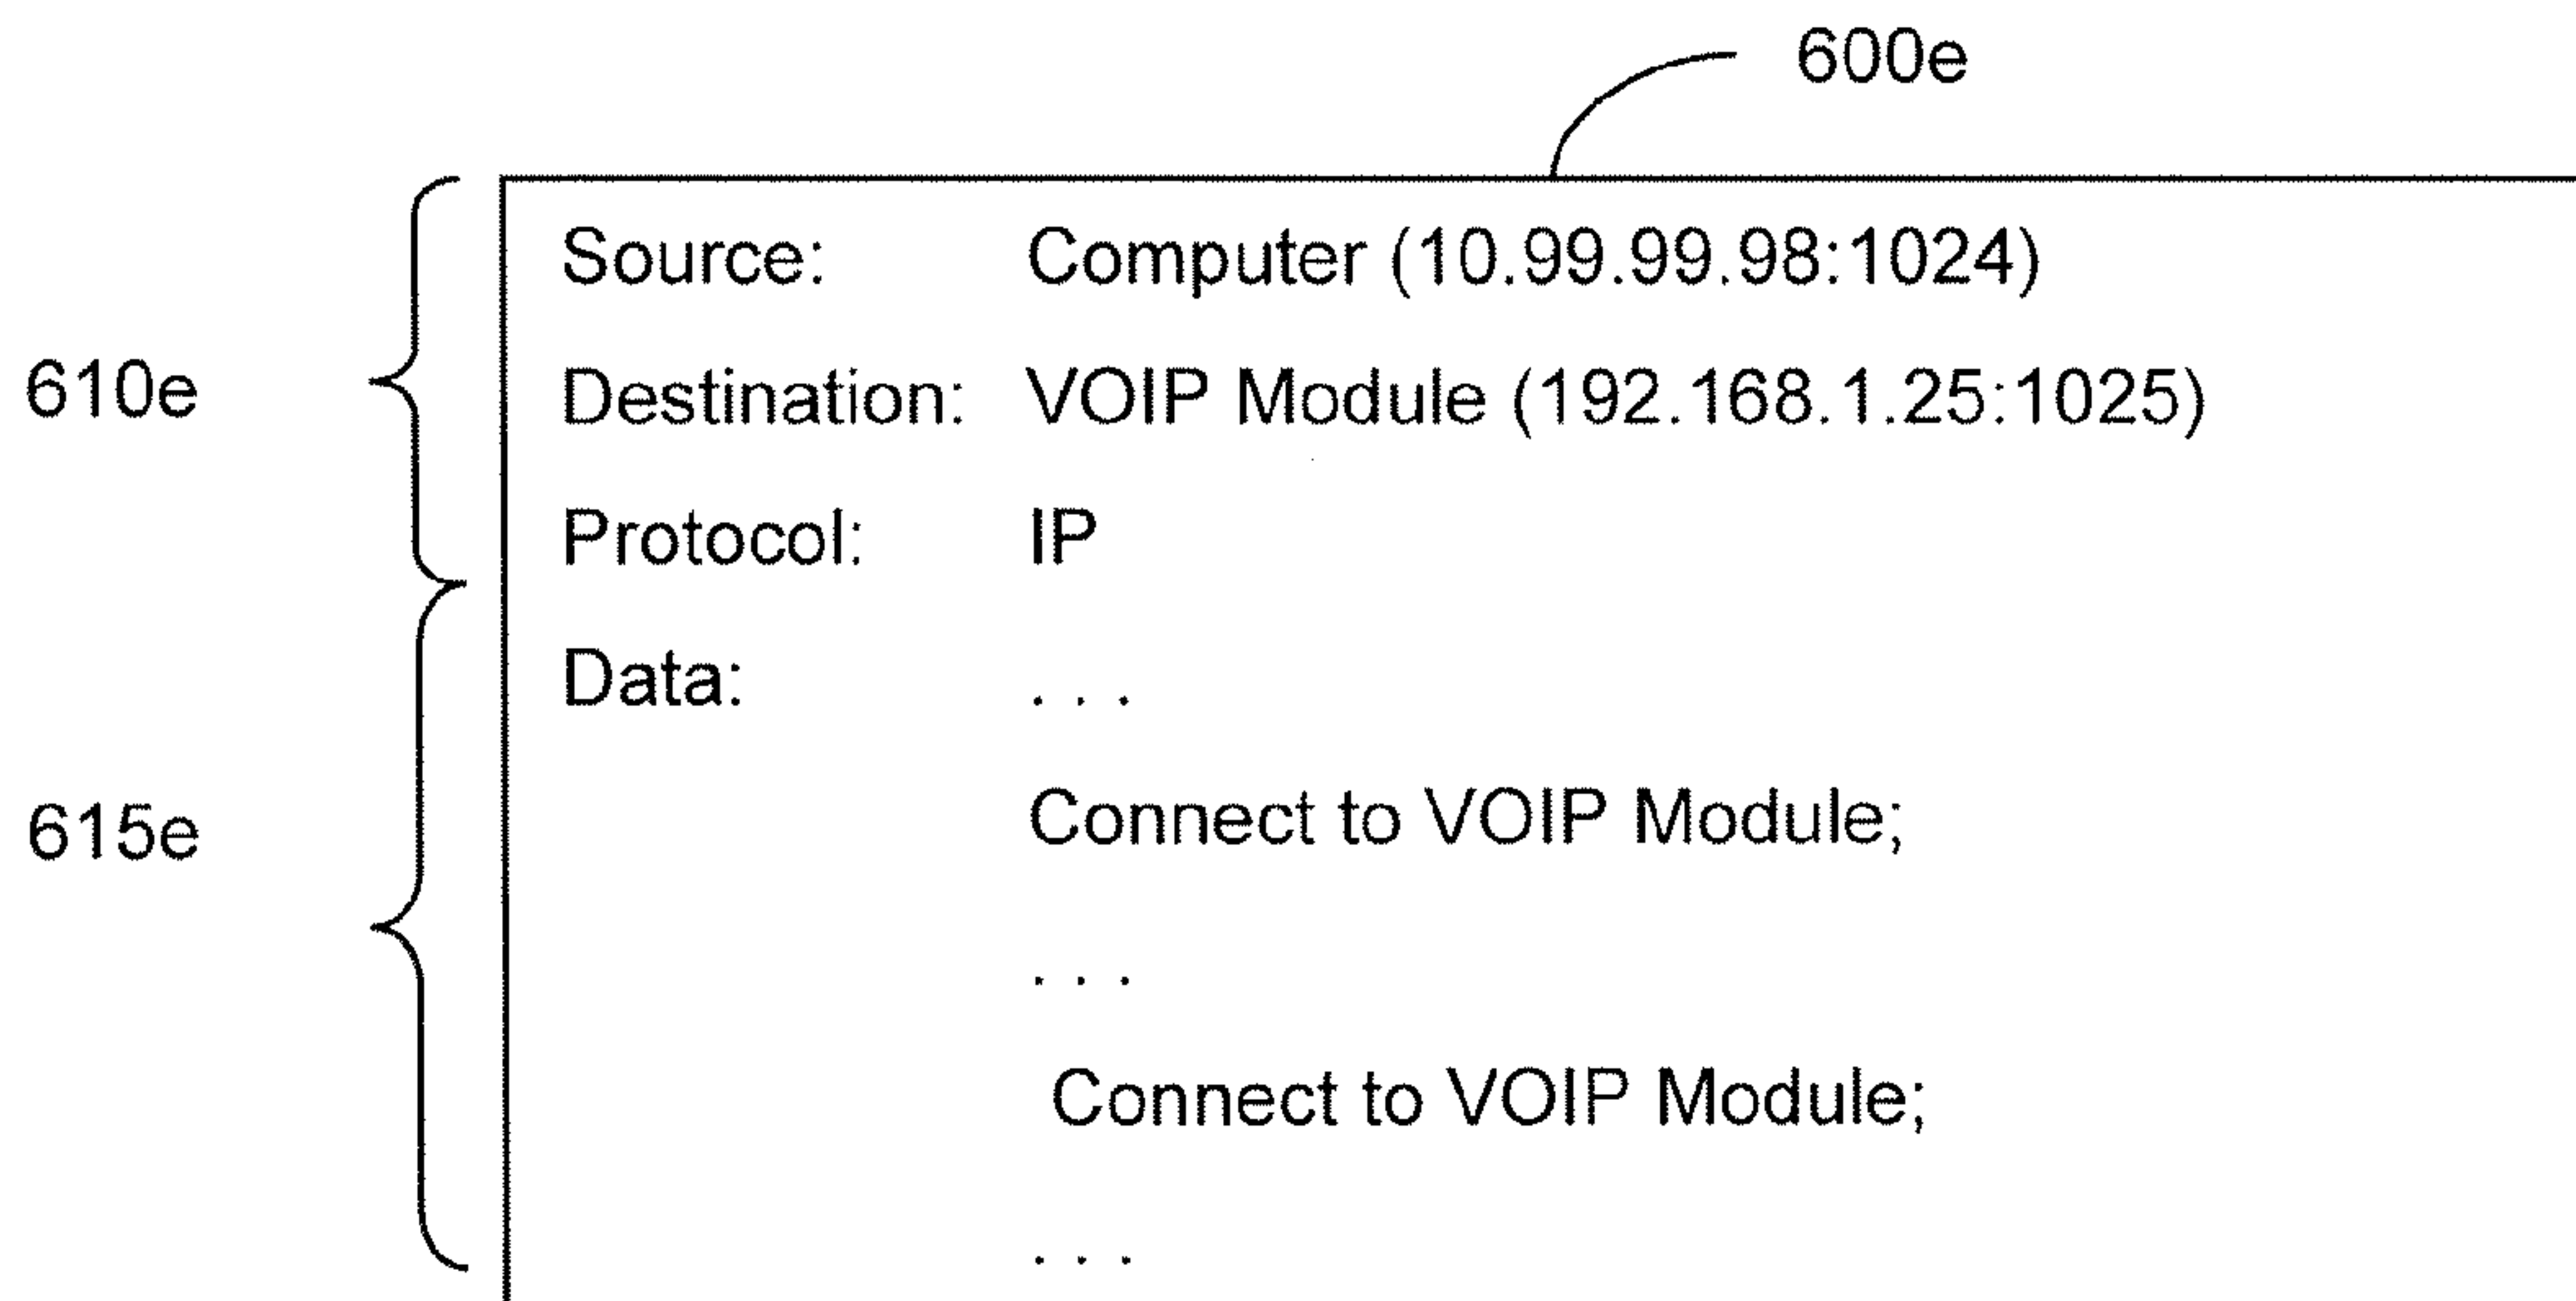 600e
Source: Computer (10.99.99.98:1024)
610e
Destination: VOIP Module (192.168.1.25:1025)
Protocol: IP
Data: . . .
Connect to VOIP Module;
615e
. . .
Connect to VOIP Module;
. . .